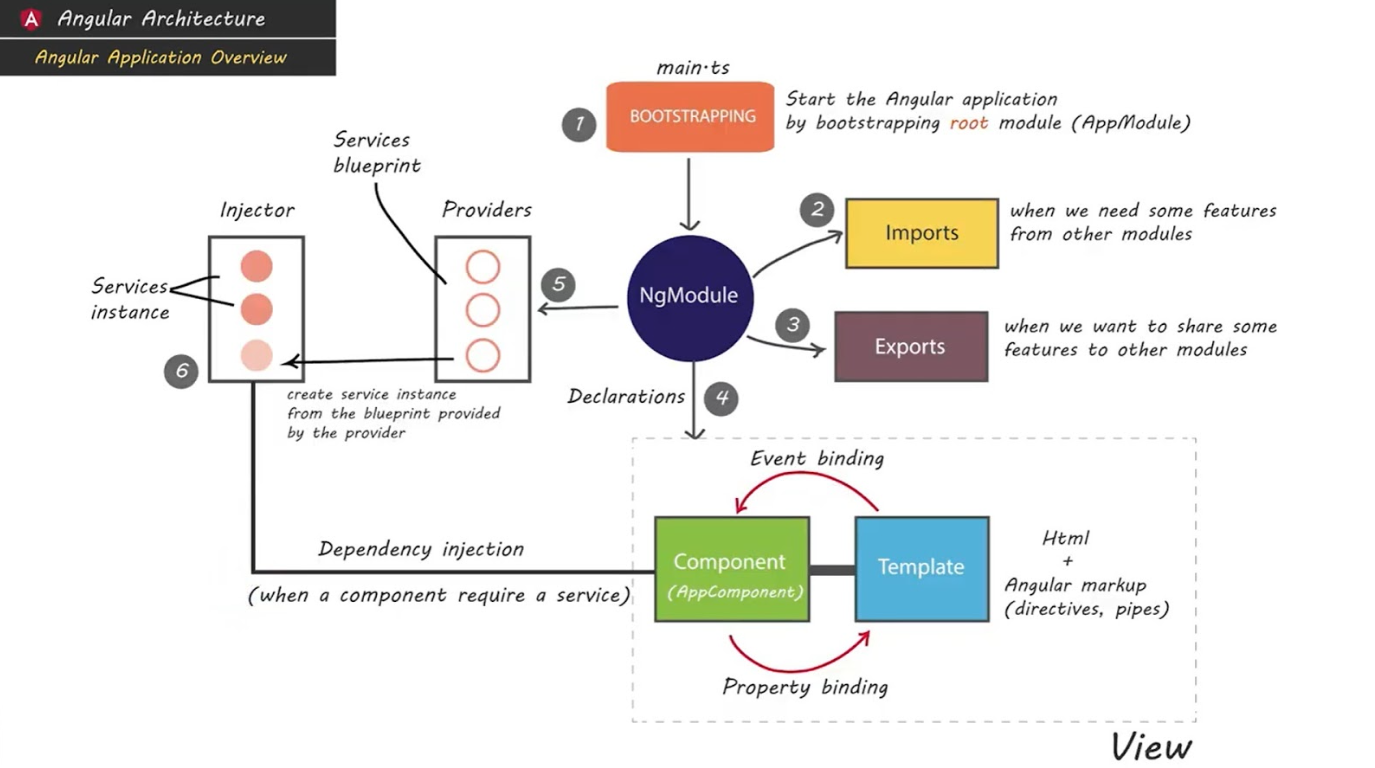 A
Angular Architecture
Angular Application Overview
main.ts
1
BOOTSTRAPPING
Start the Angular application
by bootstrapping root module (AppModule)
Services
blueprint
Injector
Providers
2
Imports
when we need some features
from other modules
Services
instance
5
NgModule
3
Exports
when we want to share some
features to other modules
6
create service instance
from the blueprint provided
by the provider
Declarations
4
Event binding
Dependency injection
(when a component require a service)
Component
(AppComponent)
Template
Html
+
Angular markup
(directives, pipes)
Property binding
View